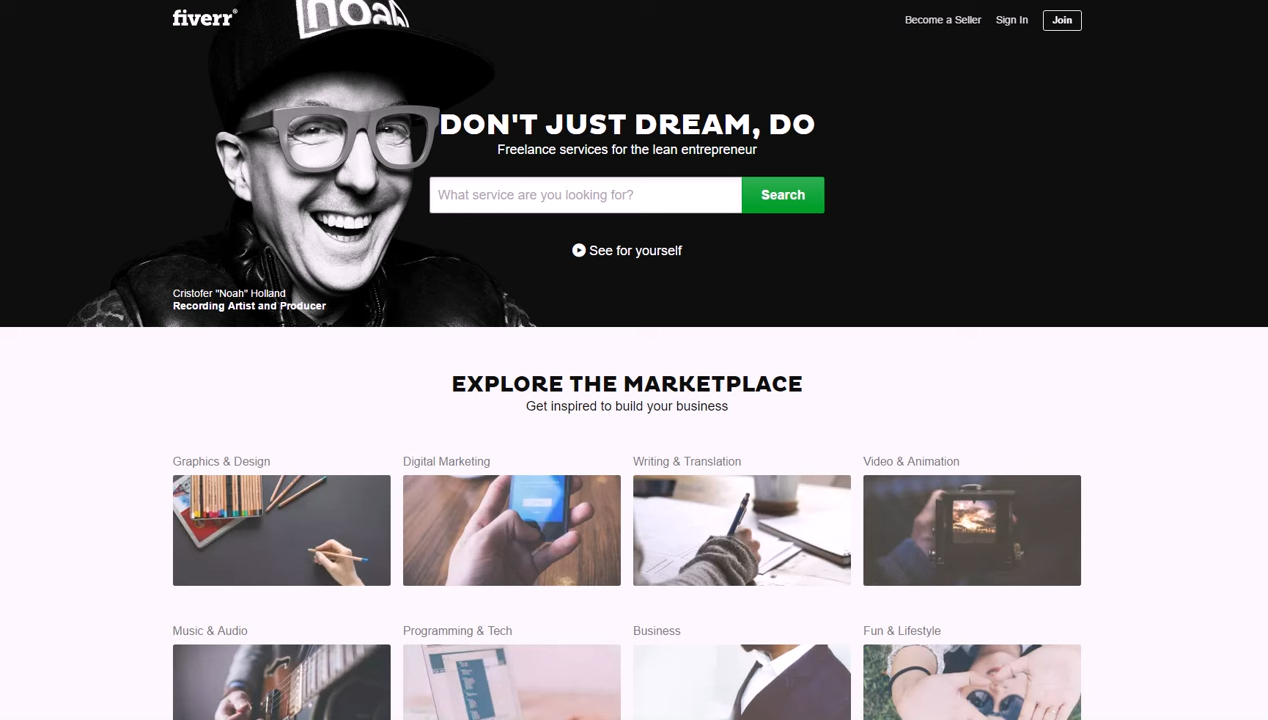 noah
fiverr®
Become a Seller
Sign In
Join
DON'T JUST DREAM, DO
Freelance services for the lean entrepreneur
What service are you looking for?
Search
See for yourself
Cristofer "Noah" Holland
Recording Artist and Producer
EXPLORE THE MARKETPLACE
Get inspired to build your business
Graphics & Design
Digital Marketing
Writing & Translation
Video & Animation
Music & Audio
Programming & Tech
Business
Fun & Lifestyle